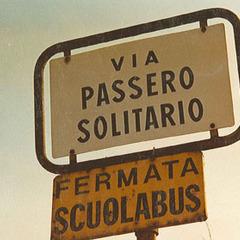 VIA
PASSERO
SOLITARIO
FERMATA
SCUOLABUS